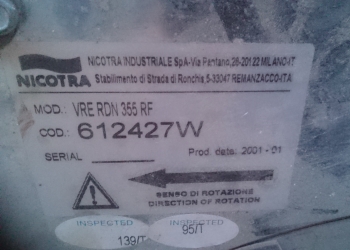 NICOTRA INDUSTRIALE SpA-Via Fantano,26-20122 MILANO-IT
Stabilimento di Strada di Ronchis, 5-33047 REMANZACCO-ITA
NICOTRA
MOD.: VRE RDN 355 RF
COD.: 612427W
SERIAL
Prod. date: 2001 - 01
SENSO DI ROTAZIONE
DIRECTION OF ROTATION
INSPECTED
139/T
INSPECTED
95/T